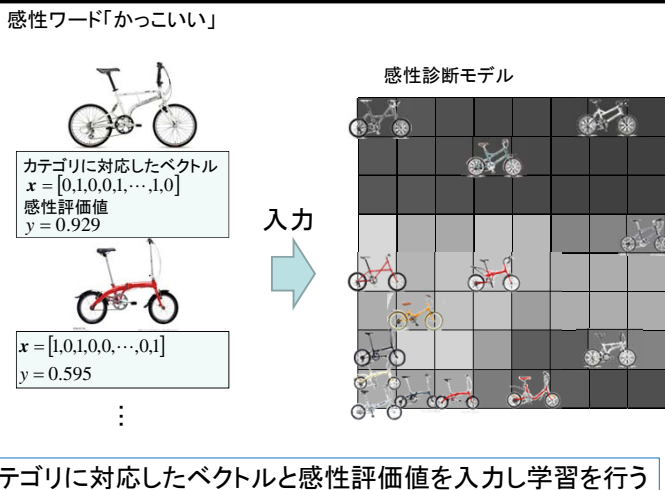 感性ワード「かっこいい」
感性診断モデル
カテゴリに対応したベクトル
x = [0,1,0,0,1,⋯,1,0]
感性評価値
y = 0.929
入力
x = [1,0,1,0,0,⋯,0,1]
y = 0.595
⋮
テゴリに対応したベクトルと感性評価値を入力し学習を行う